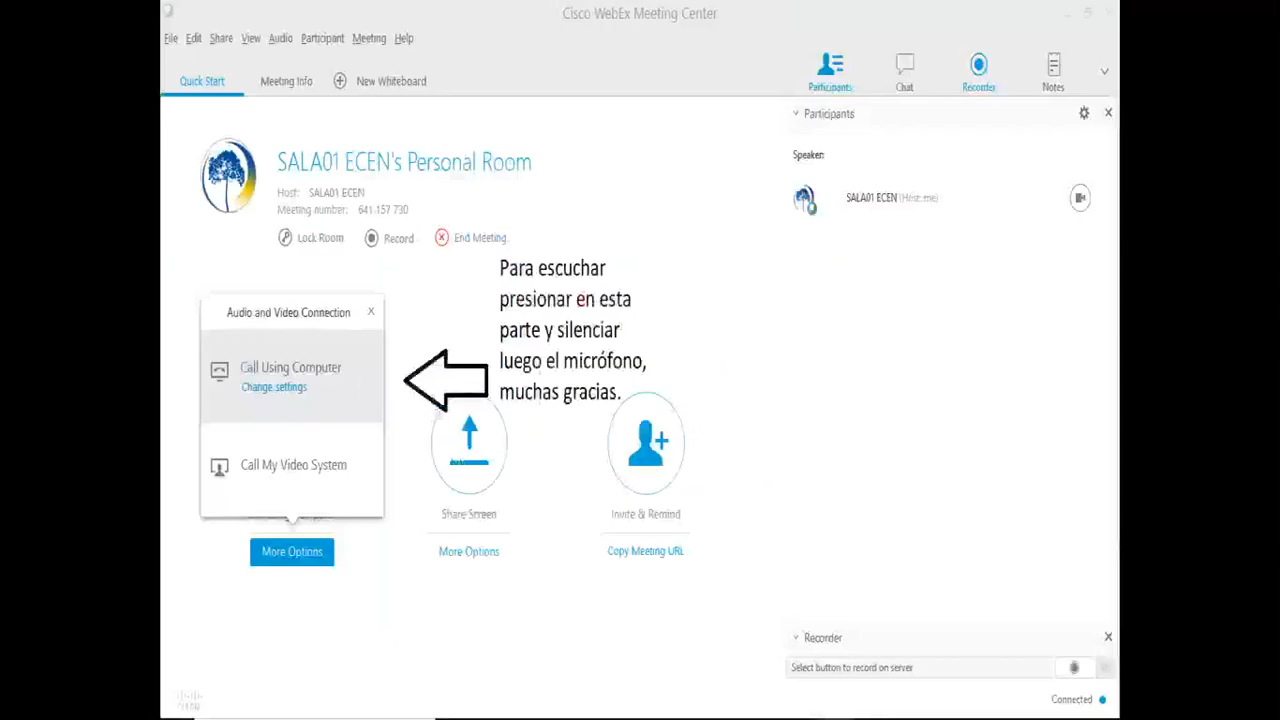 Cisco WebEx Meeting Center
File Edit Share View Audio Participant Meeting Help
Quick Start Meeting Info New Whiteboard
Participants Chat Recorder Notes
Participants
Speaker:
SALA01 ECEN (Host, me)
SALA01 ECEN's Personal Room
Host: SALA01 ECEN
Meeting number: 641 157 730
Lock Room Record End Meeting
Para escuchar
presionar en esta
parte y silenciar
luego el micrófono,
muchas gracias.
Audio and Video Connection X
Call Using Computer
Change settings
Call My Video System
More Options
Share Screen
More Options
Invite & Remind
Copy Meeting URL
Recorder
Select button to record on server
Connected